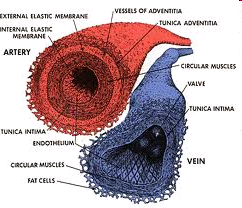 VESSELS OF ADVENTITIA
EXTERNAL ELASTIC MEMBRANE
TUNICA ADVENTITIA
INTERNAL ELASTIC
MEMBRANE
ARTERY
CIRCULAR MUSCLES
VALVE
TUNICA INTIMA
TUNICA INTIMA
ENDOTHELIUM
VEIN
CIRCULAR MUSCLES
FAT CELLS